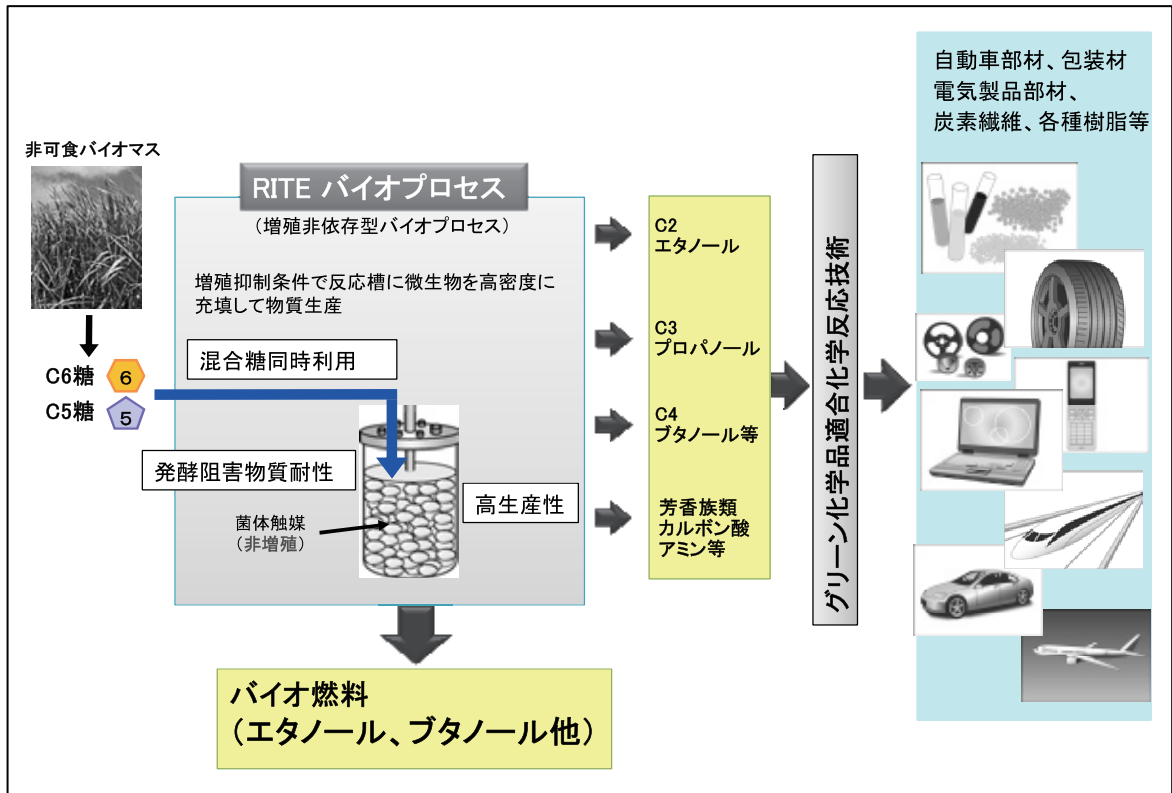 非可食バイオマス
C6糖
6
C5糖
5
RITE バイオプロセス
（増殖非依存型バイオプロセス）
増殖抑制条件で反応槽に微生物を高密度に
充填して物質生産
混合糖同時利用
発酵阻害物質耐性
高生産性
菌体触媒
（非増殖）
バイオ燃料
（エタノール、ブタノール他）
C2
エタノール
C3
プロパノール
C4
ブタノール等
芳香族類
カルボン酸
アミン等
グリーン化学品適合化学反応技術
自動車部材、包装材
電気製品部材、
炭素繊維、各種樹脂等